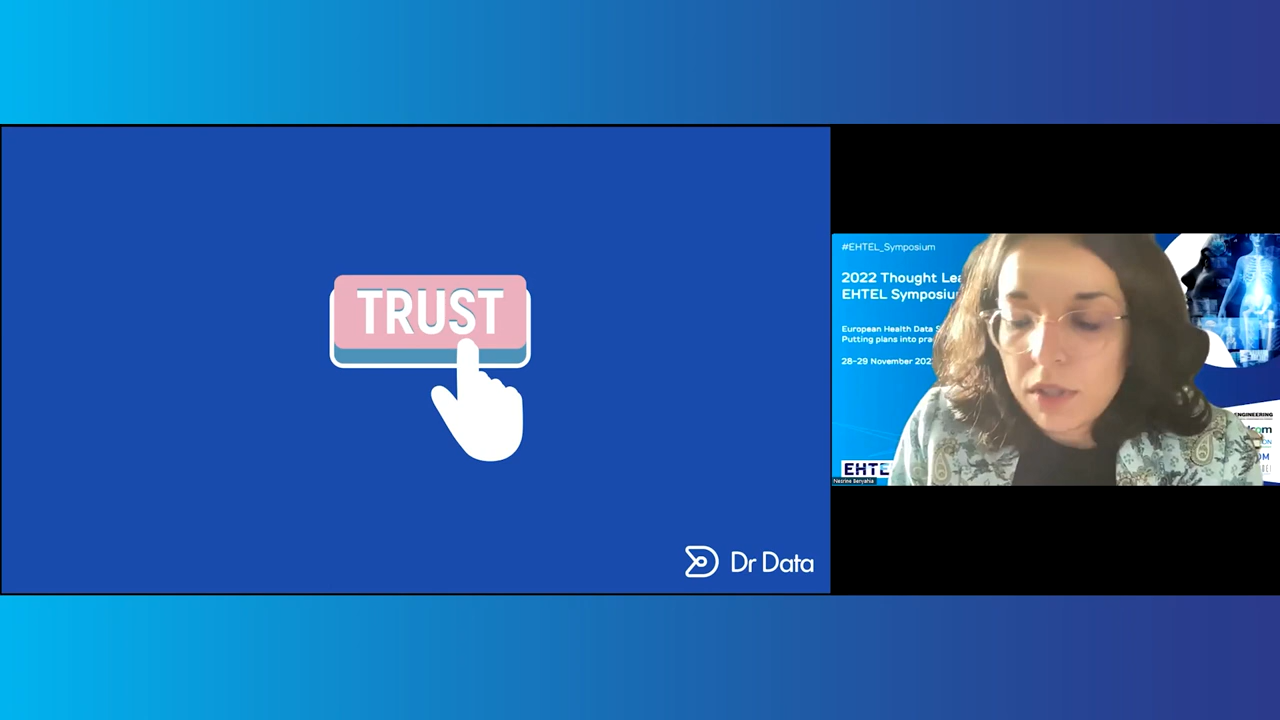 TRUST
Dr Data
#EHTEL_Symposium
2022 Thought Lea
EHTEL Symposiu
European Health Data S
Putting plans into pra
28-29 November 202
ENGINEERING
EHTE
Nesrine Benyahia